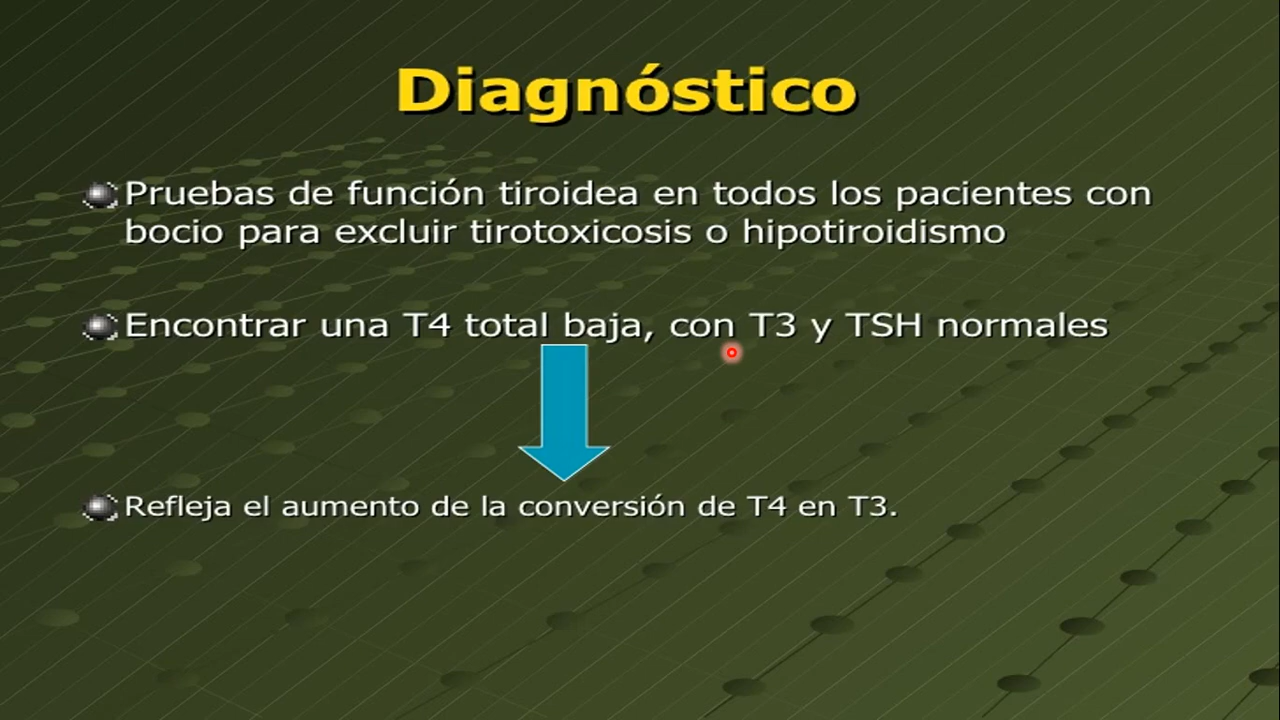 Diagnóstico
Pruebas de función tiroidea en todos los pacientes con
bocio para excluir tirotoxicosis o hipotiroidismo
Encontrar una T4 total baja, con T3 y TSH normales
Refleja el aumento de la conversión de T4 en T3.